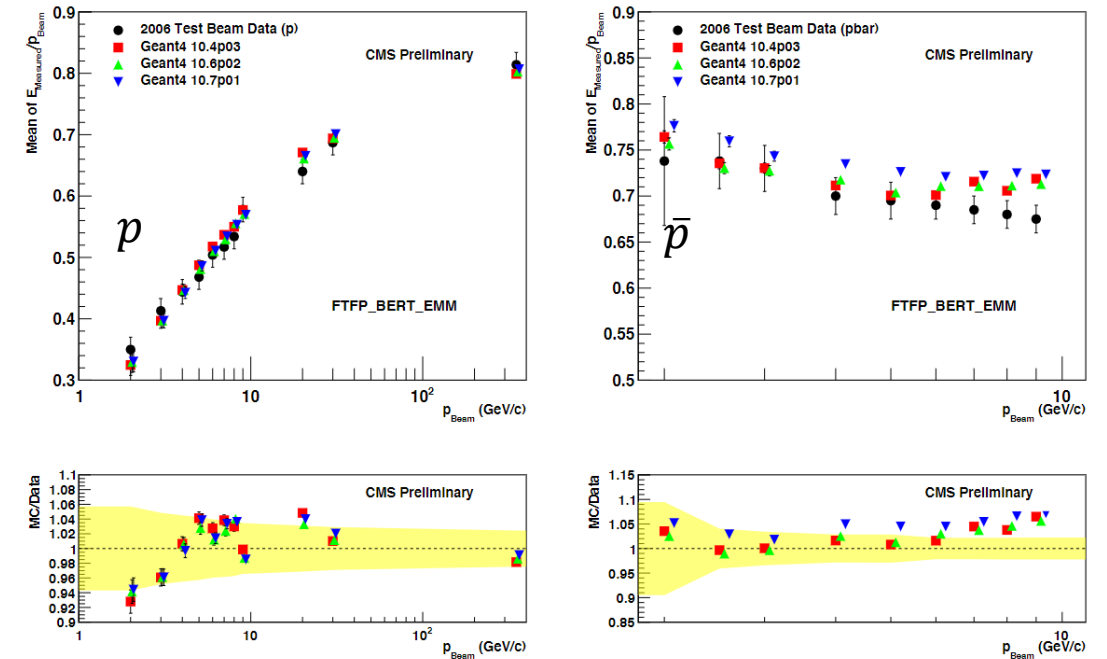 Mean of E_Measured/p_Beam
0.9
0.8
0.7
0.6
0.5
0.4
0.3
2006 Test Beam Data (p)
Geant4 10.4p03
Geant4 10.6p02
Geant4 10.7p01
CMS Preliminary
p
FTFP_BERT_EMM
1
10
10²
p_Beam (GeV/c)
Mean of E_Measured/p_Beam
0.9
0.85
0.8
0.75
0.7
0.65
0.6
0.55
0.5
2006 Test Beam Data (pbar)
Geant4 10.4p03
Geant4 10.6p02
Geant4 10.7p01
CMS Preliminary
p̄
FTFP_BERT_EMM
10
p_Beam (GeV/c)
MC/Data
1.1
1.08
1.06
1.04
1.02
1
0.98
0.96
0.94
0.92
0.9
CMS Preliminary
1
10
10²
p_Beam (GeV/c)
MC/Data
1.15
1.1
1.05
1
0.95
0.9
0.85
CMS Preliminary
10
p_Beam (GeV/c)